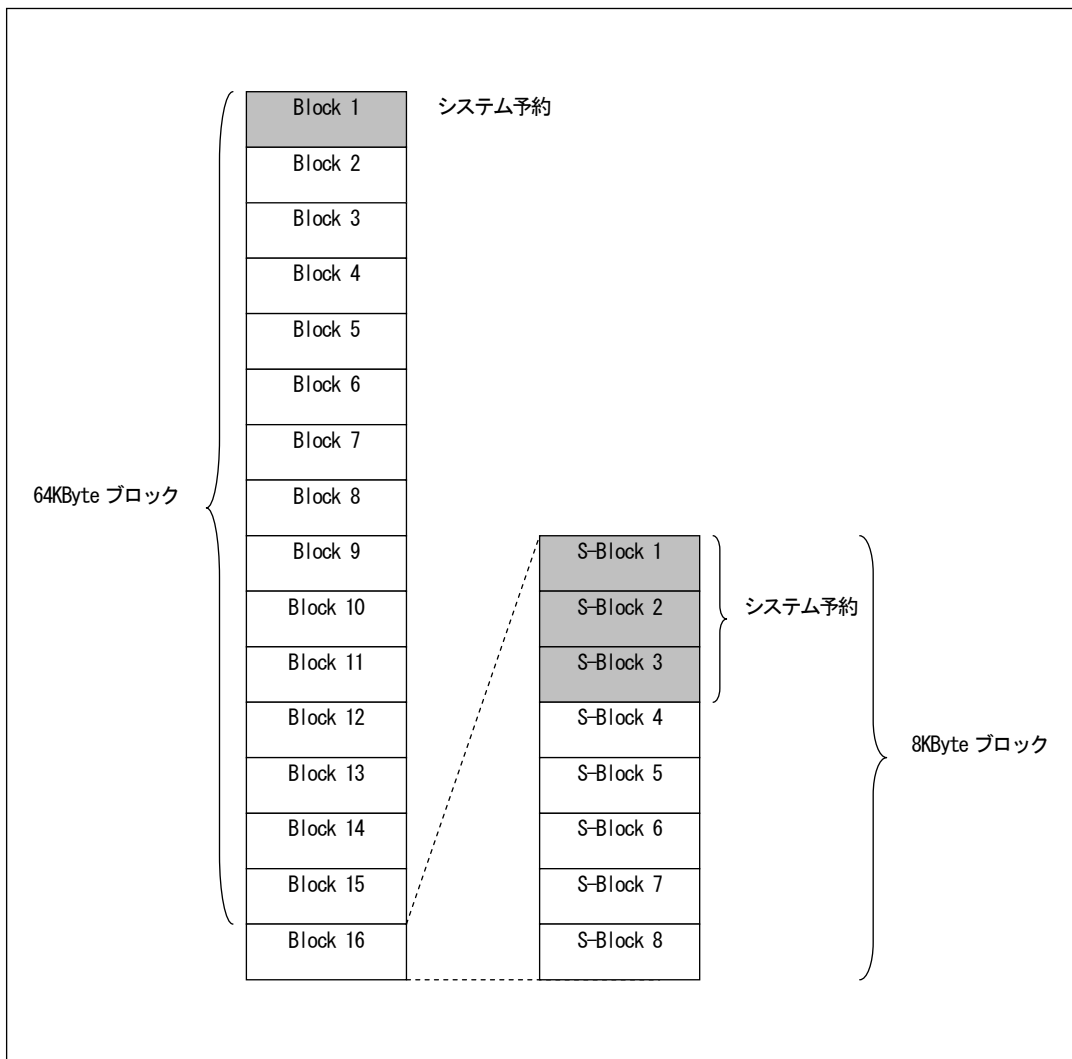 Block 1
システム予約
Block 2
Block 3
Block 4
Block 5
Block 6
Block 7
64KByte ブロック
Block 8
Block 9
Block 10
Block 11
Block 12
Block 13
Block 14
Block 15
Block 16
S-Block 1
S-Block 2
システム予約
S-Block 3
S-Block 4
S-Block 5
8KByte ブロック
S-Block 6
S-Block 7
S-Block 8